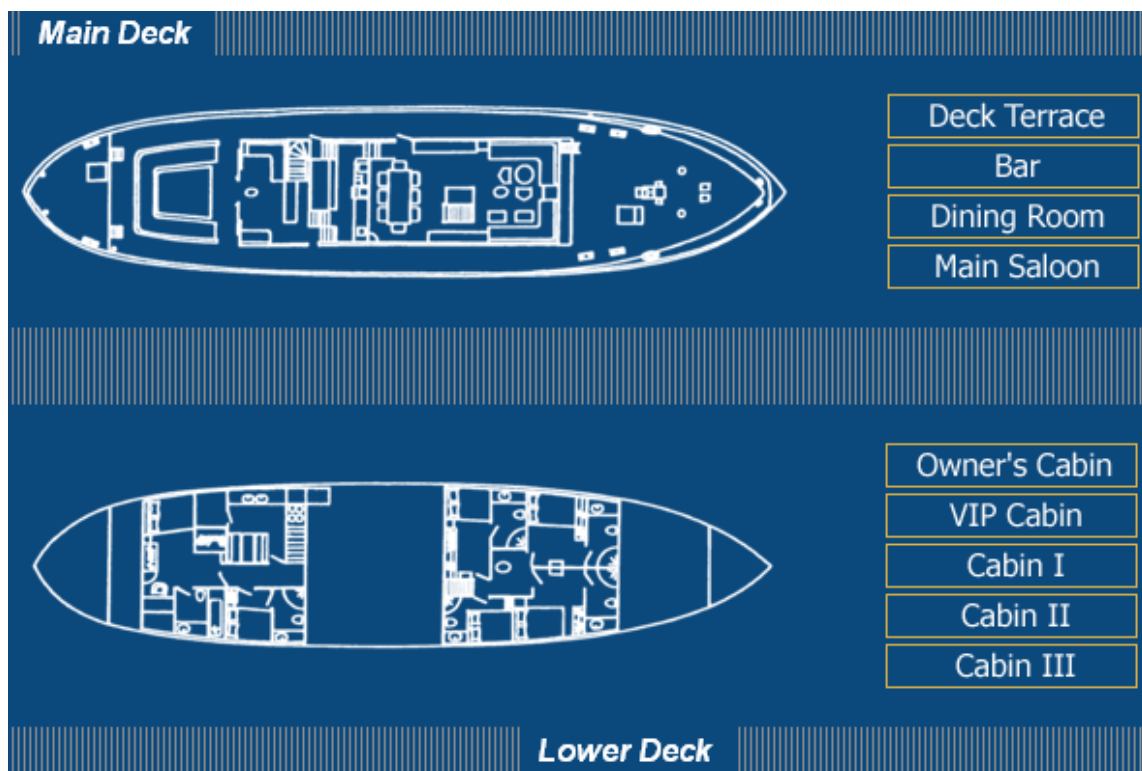 Main Deck
Deck Terrace
Bar
Dining Room
Main Saloon
Owner's Cabin
VIP Cabin
Cabin I
Cabin II
Cabin III
Lower Deck